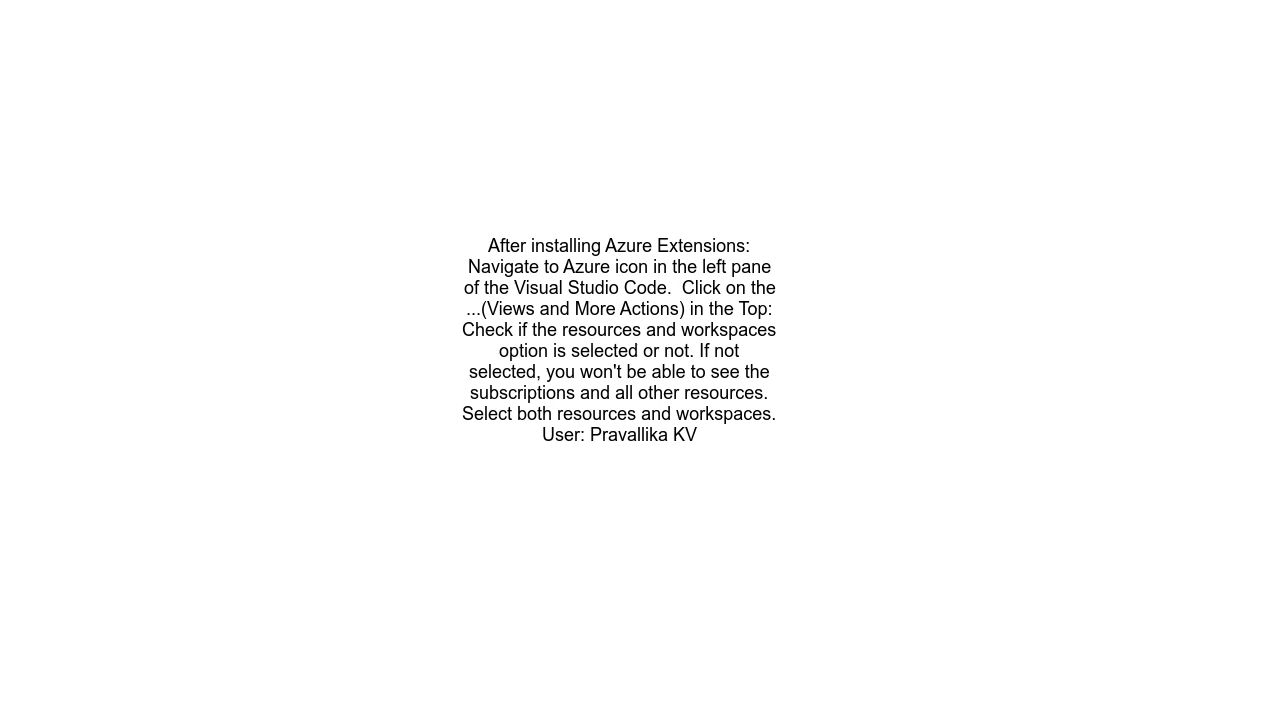 After installing Azure Extensions:
Navigate to Azure icon in the left pane
of the Visual Studio Code.  Click on the
...(Views and More Actions) in the Top:
Check if the resources and workspaces
option is selected or not. If not
selected, you won't be able to see the
subscriptions and all other resources.
Select both resources and workspaces.
User: Pravallika KV